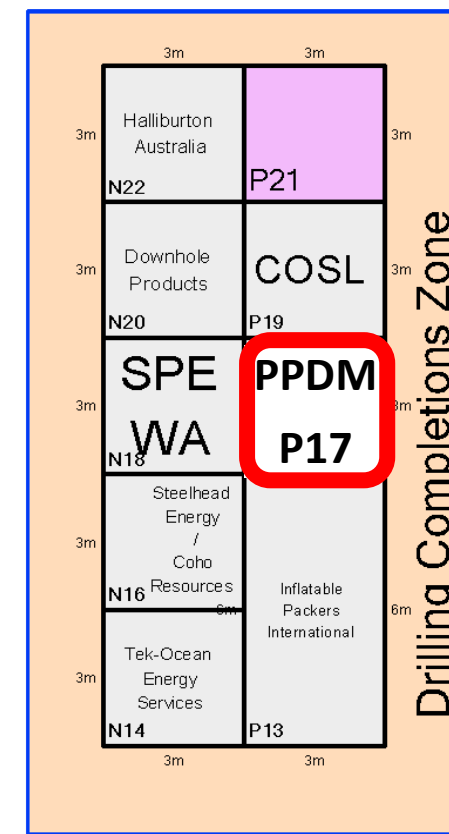 3m
3m
3m
Halliburton
Australia
N22
P21
3m
3m
Downhole
Products
N20
COSL
P19
3m
3m
SPE
WA
N18
PPDM
P17
3m
3m
Steelhead
Energy
/
Coho
Resources
N16
6m
Inflatable
Packers
International
P13
6m
3m
Tek-Ocean
Energy
Services
N14
3m
3m
Drilling Completions Zone